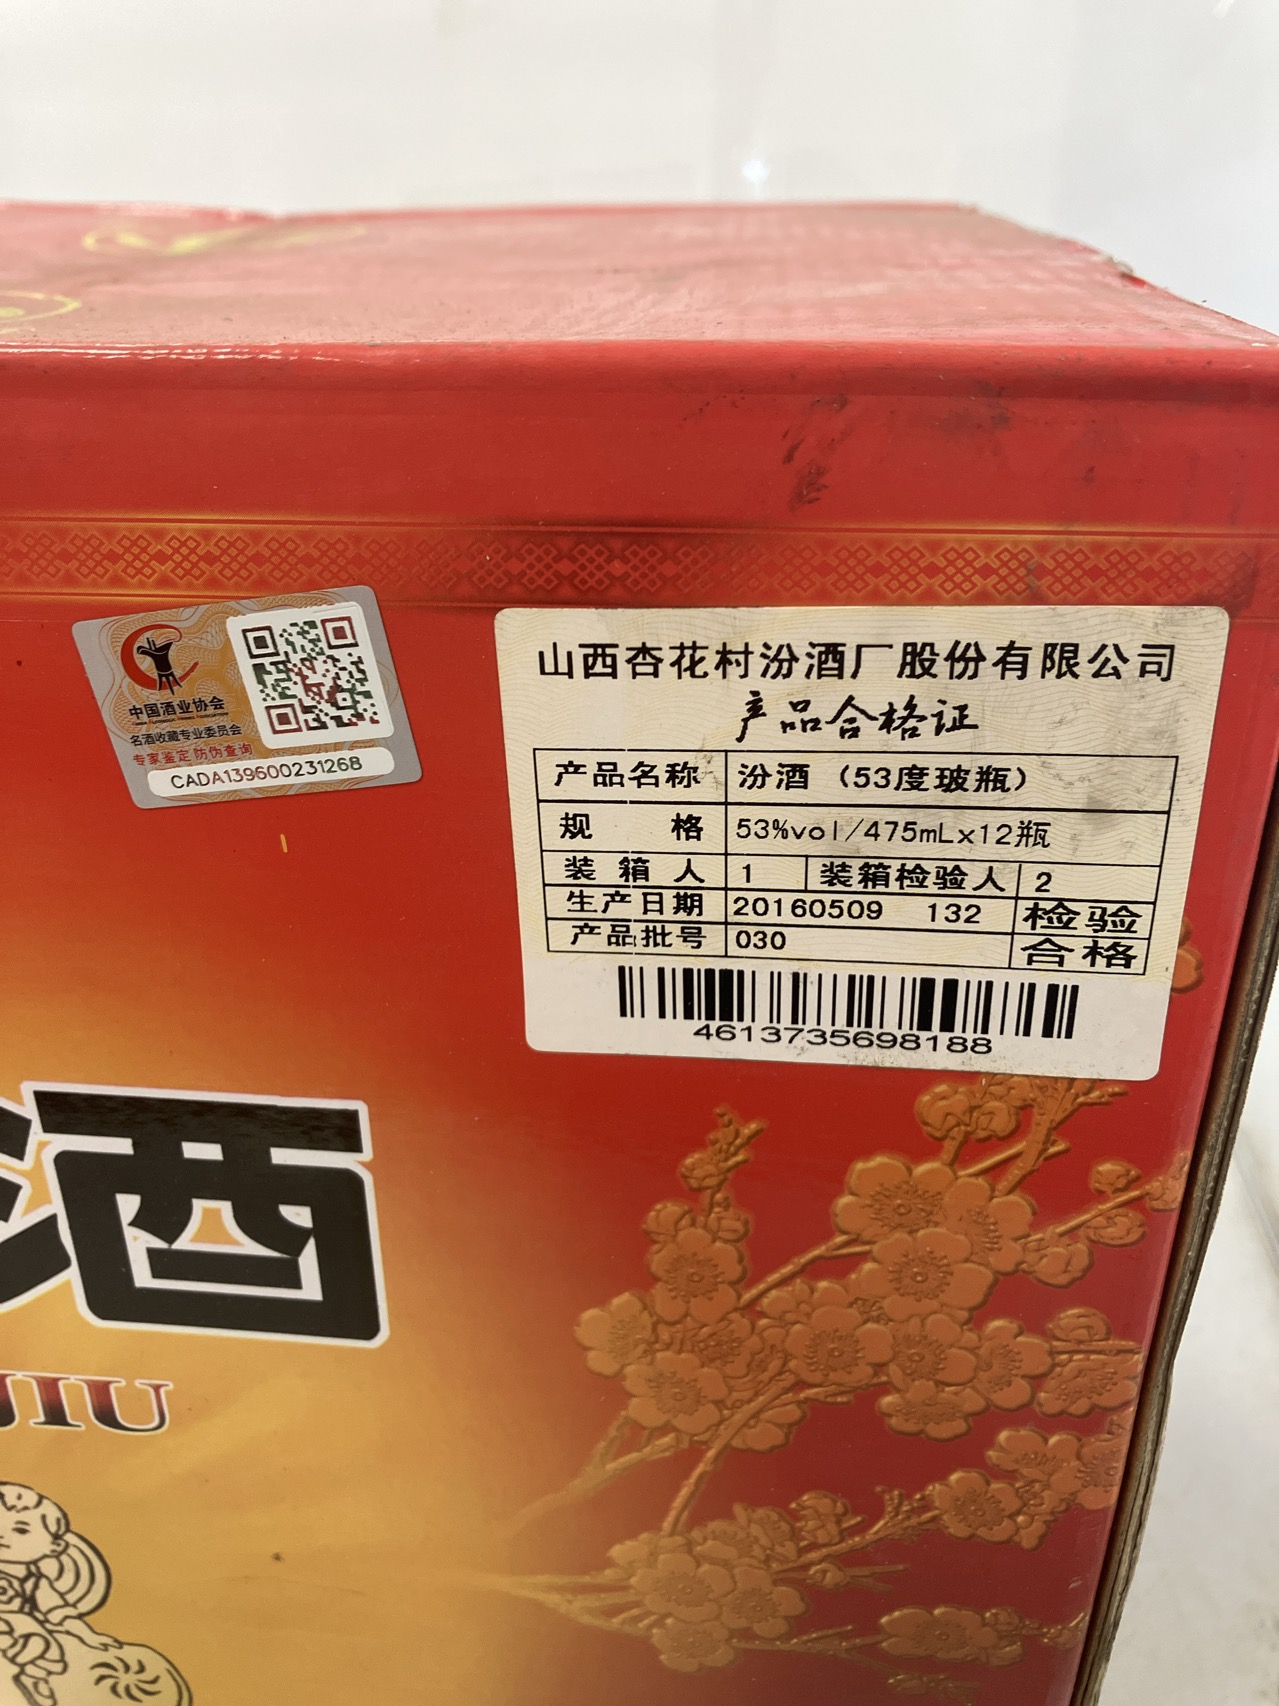 中国酒业协会
名酒收藏专业委员会
专家鉴定 防伪查询
CADA139600231268
山西杏花村汾酒厂股份有限公司
产品合格证
产品名称 汾酒（53度玻瓶）
规 格 53%vol/475mLx12瓶
装 箱 人 1 装箱检验人 2
生产日期 20160509 132 检验
产品批号 030 合格
4613735698188
酒
JIU